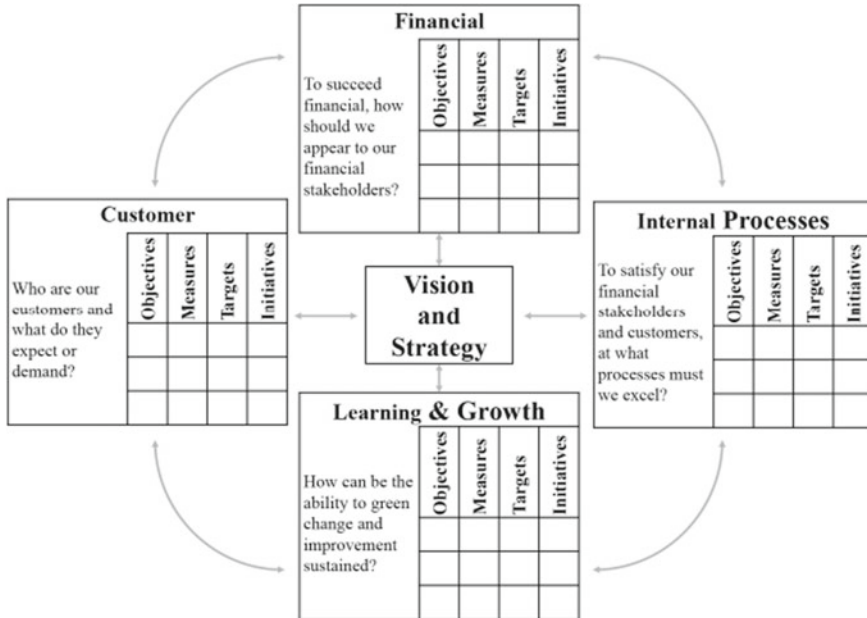 Financial
To succeed
financial, how
should we
appear to our
financial
stakeholders?
Objectives
Measures
Targets
Initiatives
Customer
Who are our
customers and
what do they
expect or
demand?
Objectives
Measures
Targets
Initiatives
Vision
and
Strategy
Internal Processes
To satisfy our
financial
stakeholders
and customers,
at what
processes must
we excel?
Objectives
Measures
Targets
Initiatives
Learning & Growth
How can be the
ability to green
change and
improvement
sustained?
Objectives
Measures
Targets
Initiatives